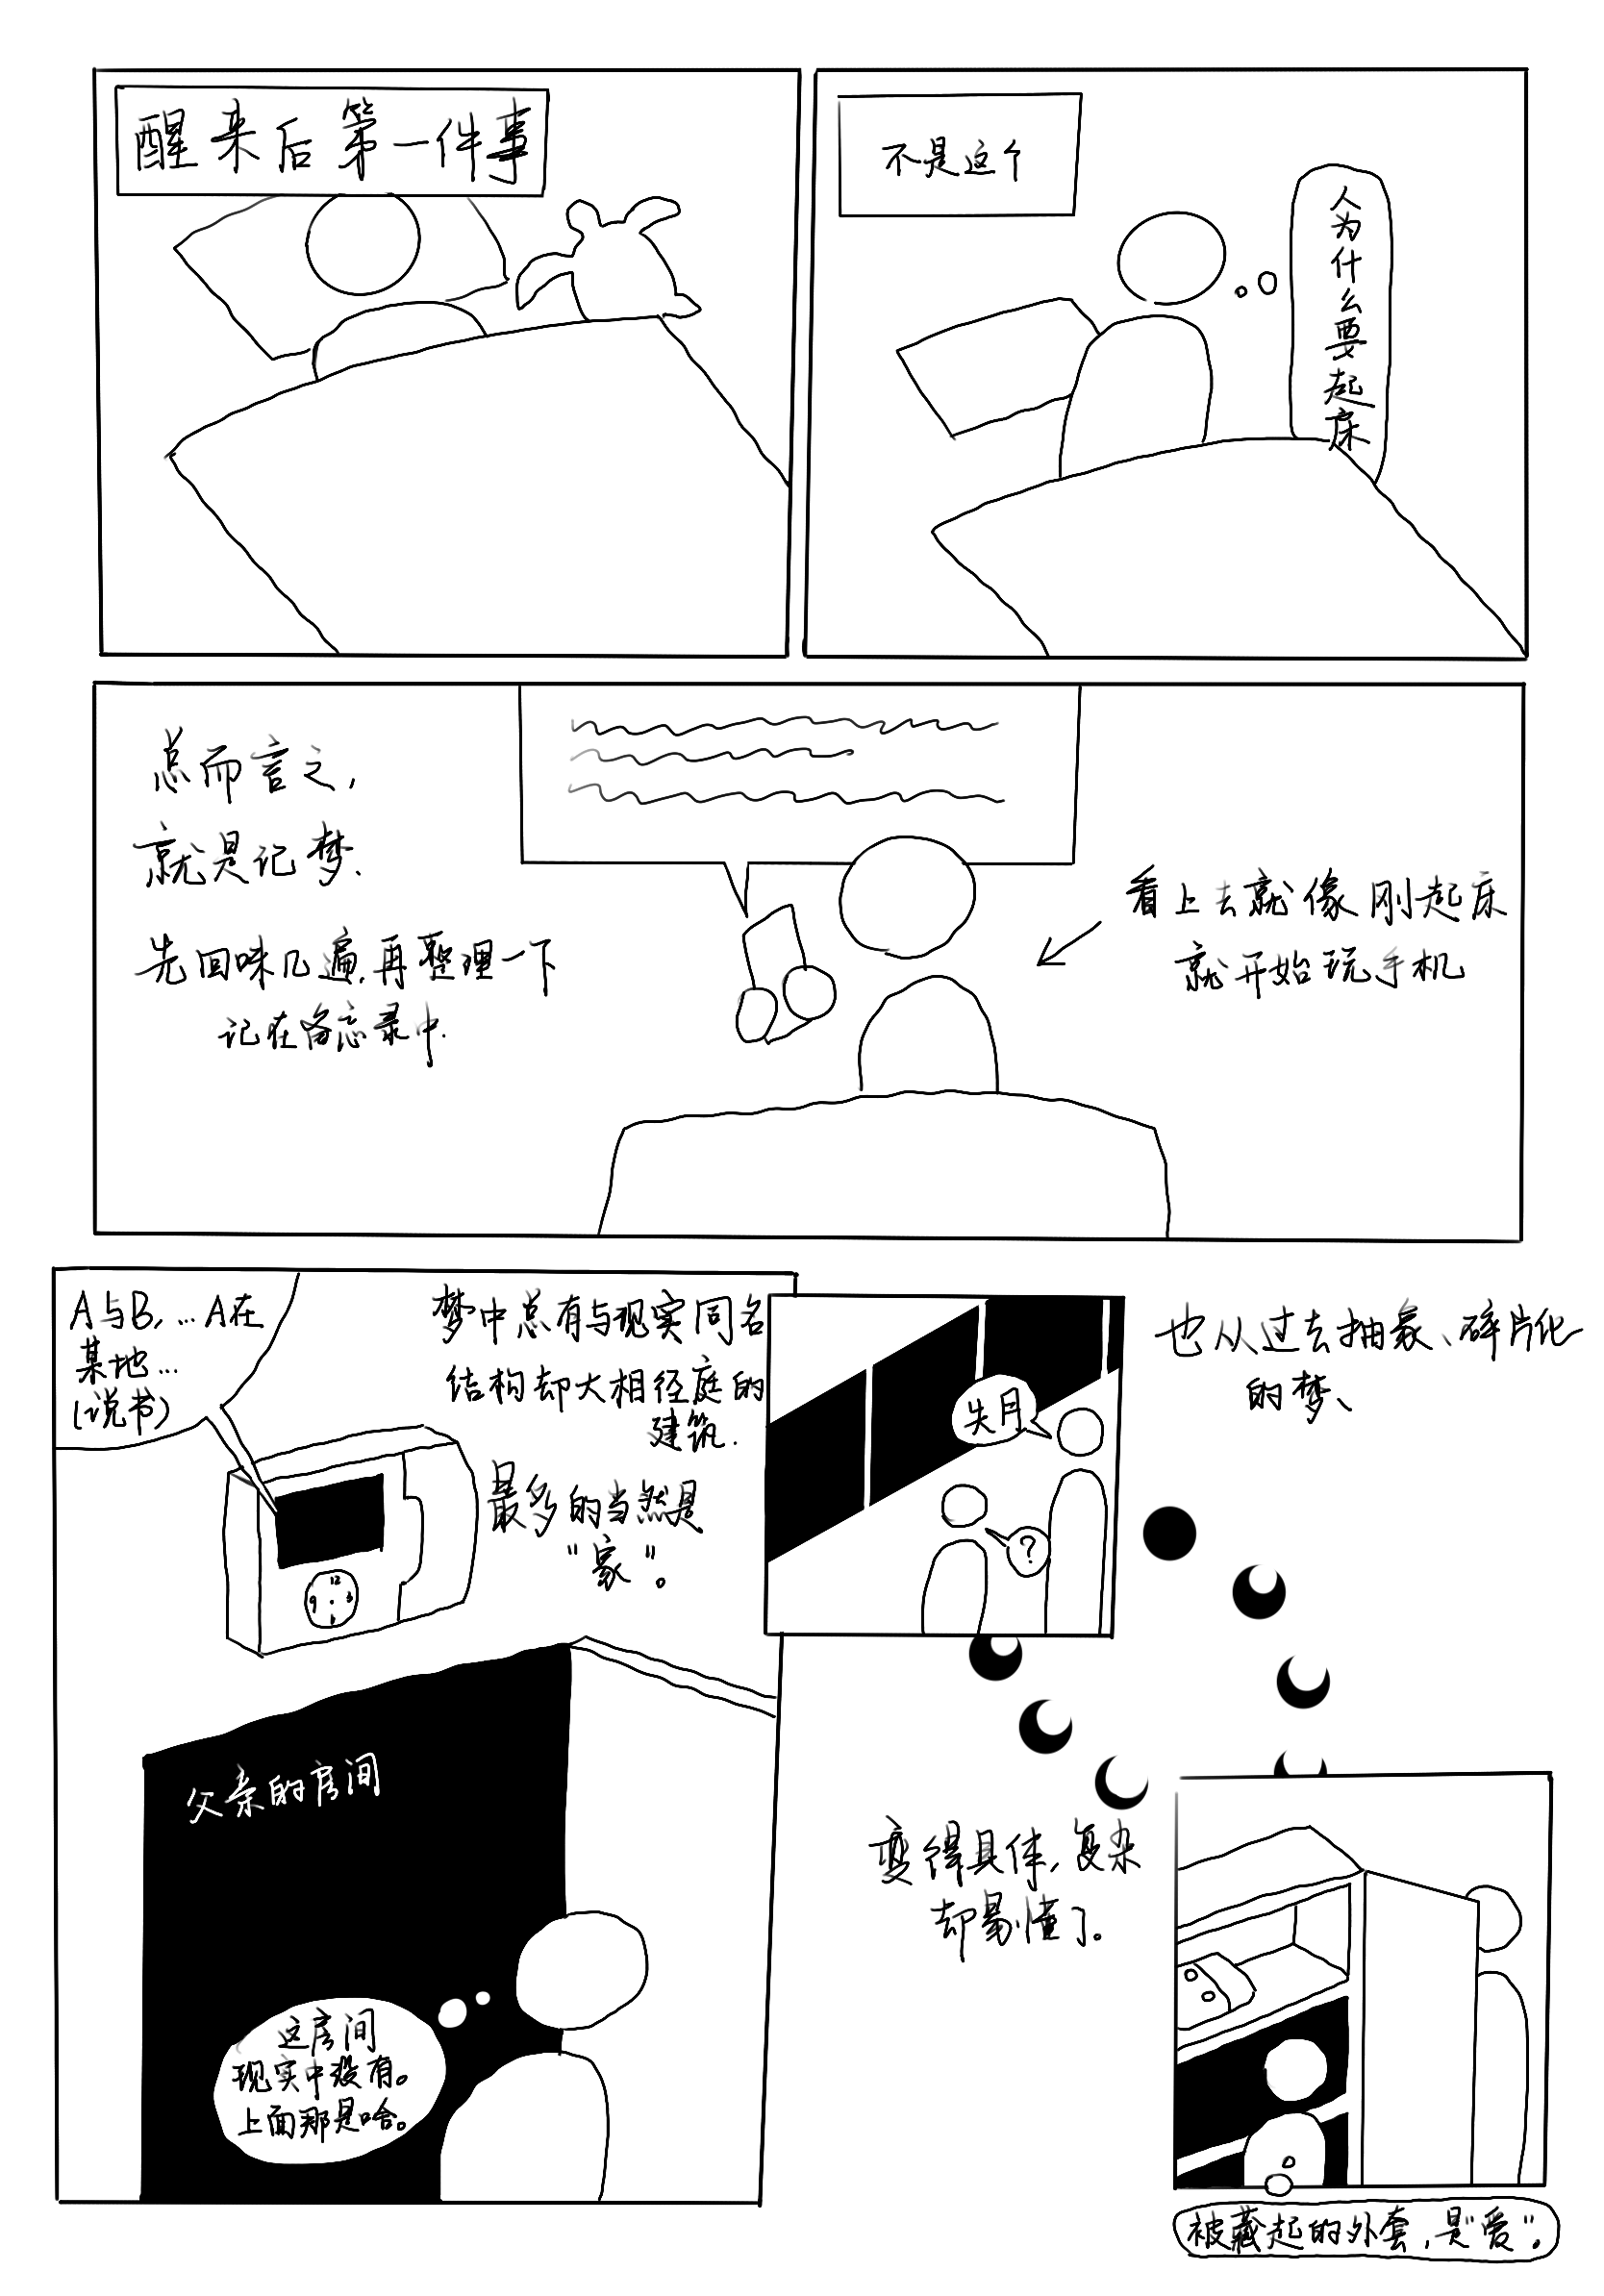 醒来后第一件事
不是这个
人为什么要起床
总而言之,
就是记梦.
先回味几遍,再整理一下
记在备忘录中.
看上去就像刚起床
就开始玩手机
A与B,…A在
某地…
(说书)
梦中总有与现实同名
结构却大相径庭的
建筑.
最多的当然是
“家”。
12
3
6
9
父亲的房间
这房间
现实中没有。
上面那是啥。
失月
?
也从过去抽象、碎片化
的梦、
变得具体,复杂
却易懂了。
被藏起的外套,是“爱”。